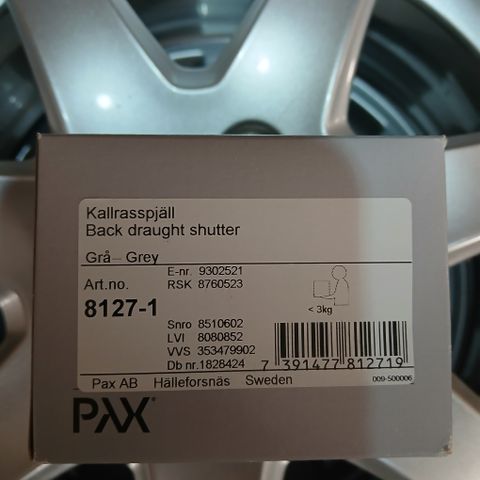 Kallrasspjäll
Back draught shutter
Grå – Grey
E-nr. 9302521
Art.no. RSK 8760523
8127-1
< 3kg
Snro 8510602
LVI 8080852
VVS 353479902
Db nr.1828424
7 391477 812719
Pax AB Hälleforsnäs Sweden
009-500006
PAX